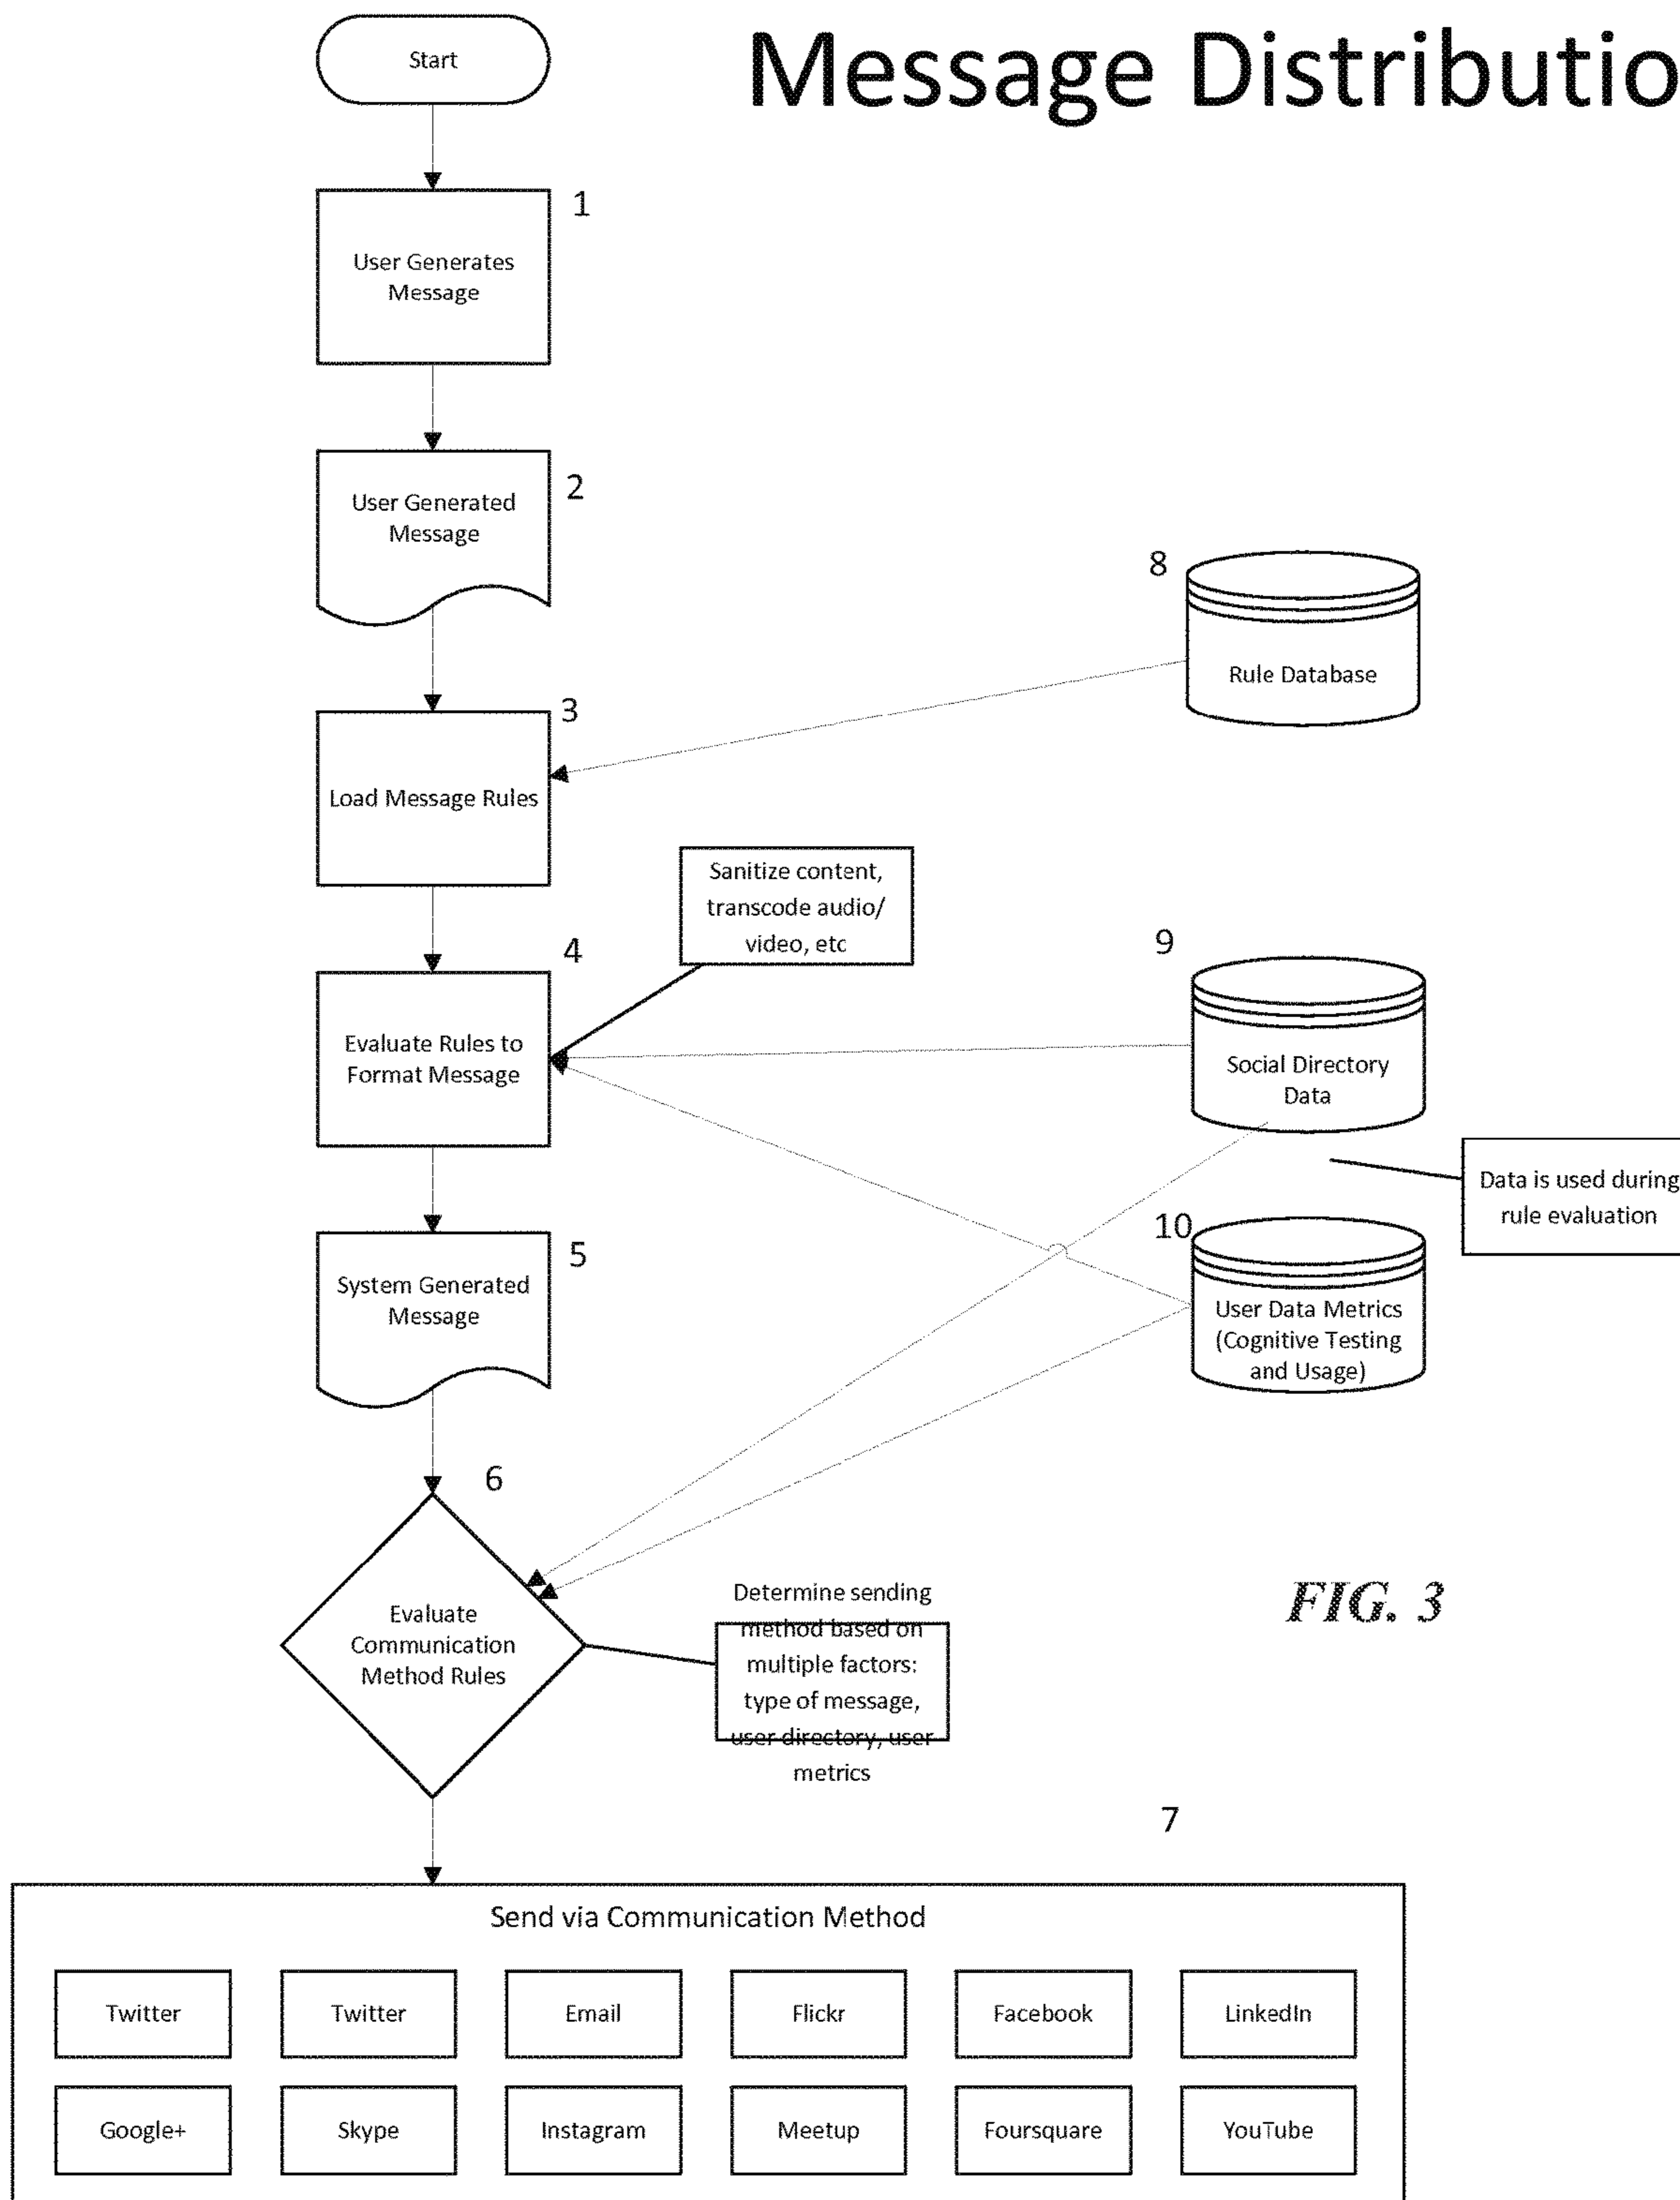 Message Distributio
Start
1
User Generates
Message
2
User Generated
Message
8
Rule Database
3
Load Message Rules
Sanitize content,
transcode audio/
video, etc
4
Evaluate Rules to
Format Message
9
Social Directory
Data
Data is used during
rule evaluation
10
User Data Metrics
(Cognitive Testing
and Usage)
5
System Generated
Message
6
Evaluate
Communication
Method Rules
Determine sending
method based on
multiple factors:
type of message,
user directory, user
metrics
FIG. 3
7
Send via Communication Method
Twitter
Twitter
Email
Flickr
Facebook
LinkedIn
Google+
Skype
Instagram
Meetup
Foursquare
YouTube